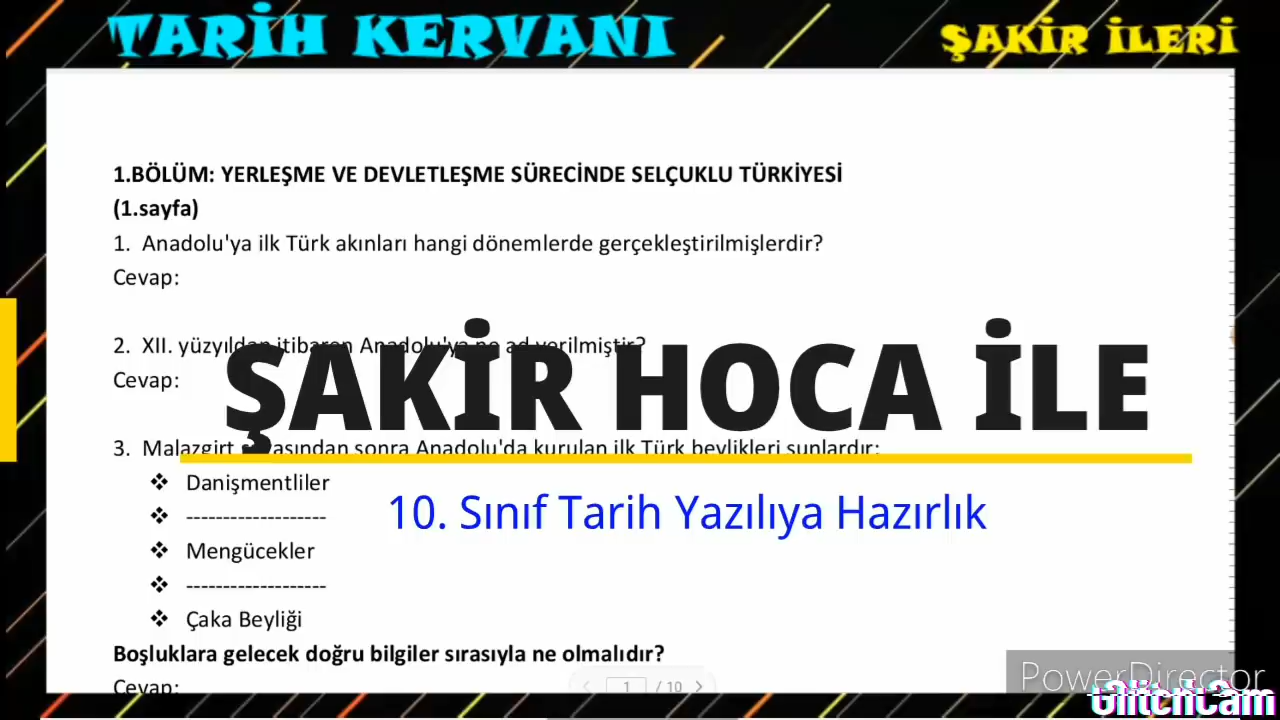 TARİH KERVANI
ŞAKİR İLERİ
1.BÖLÜM: YERLEŞME VE DEVLETLEŞME SÜRECİNDE SELÇUKLU TÜRKİYESİ
(1.sayfa)
1. Anadolu'ya ilk Türk akınları hangi dönemlerde gerçekleştirilmişlerdir?
Cevap:
2. XII. yüzyıldan itibaren Anadolu'ya ne ad verilmiştir?
Cevap:
ŞAKİR HOCA İLE
3. Malazgirt savaşından sonra Anadolu'da kurulan ilk Türk beylikleri şunlardır:
❖ Danişmentliler
10. Sınıf Tarih Yazılıya Hazırlık
❖ -------------------
❖ Mengücekler
❖ -------------------
❖ Çaka Beyliği
Boşluklara gelecek doğru bilgiler sırasıyla ne olmalıdır?
Cevap:
1 / 10
PowerDirector
GlitchCam